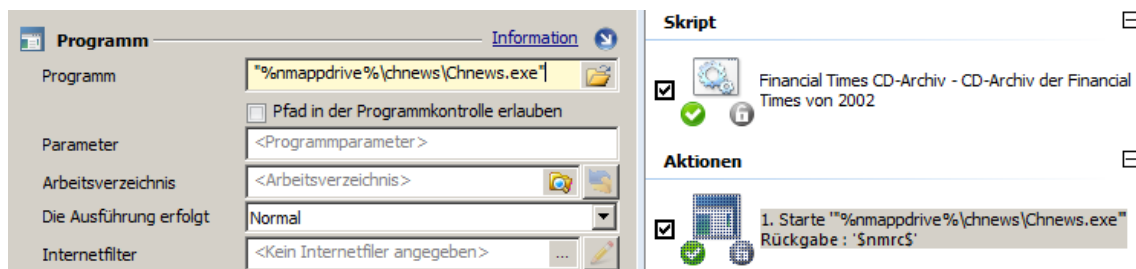 Programm
Information
Programm
"%nmappdrive%\chnews\Chnews.exe"
Pfad in der Programmkontrolle erlauben
Parameter
<Programmparameter>
Arbeitsverzeichnis
<Arbeitsverzeichnis>
Die Ausführung erfolgt
Normal
Internetfilter
<Kein Internetfiler angegeben>
...
Skript
Financial Times CD-Archiv - CD-Archiv der Financial
Times von 2002
Aktionen
1. Starte '"%nmappdrive%\chnews\Chnews.exe"'
Rückgabe : '$nmrc$'